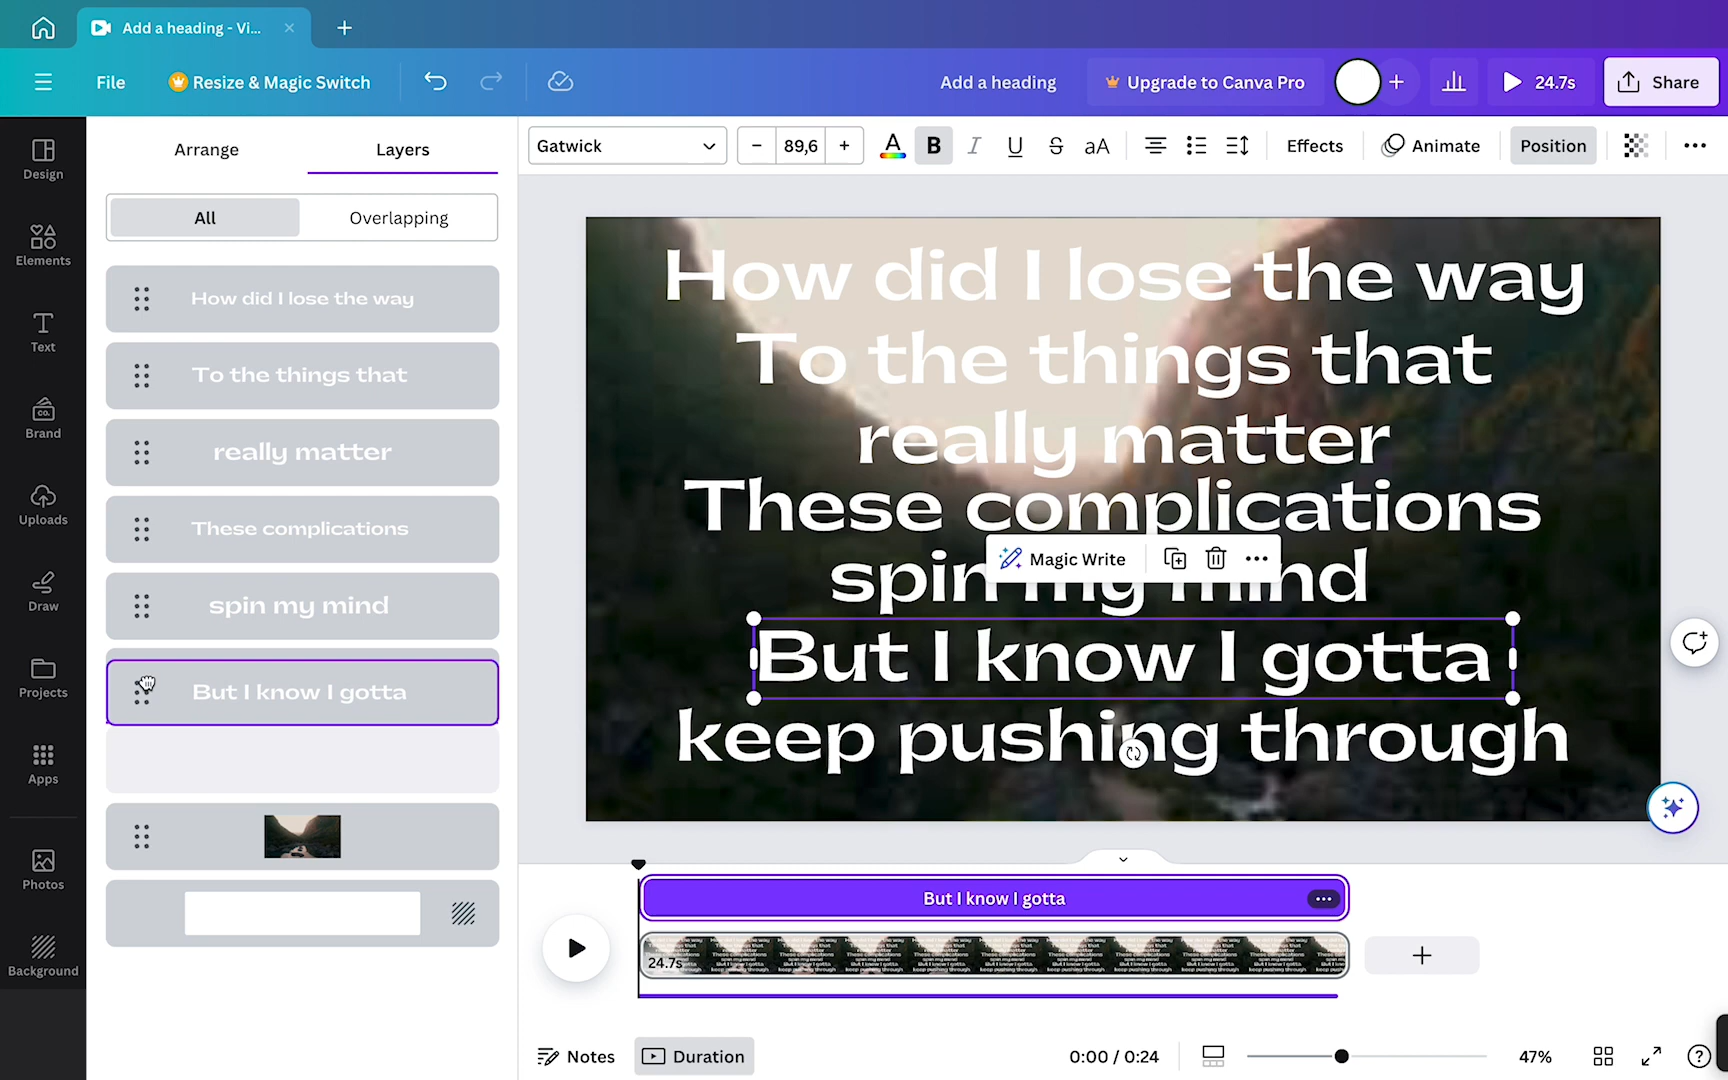 Add a heading - Vi...
File
Resize & Magic Switch
Add a heading
Upgrade to Canva Pro
24.7s
Share
Design
Elements
Text
Brand
Uploads
Draw
Projects
Apps
Photos
Background
Arrange
Layers
All
Overlapping
How did I lose the way
To the things that
really matter
These complications
spin my mind
But I know I gotta
Gatwick
89,6
Effects
Animate
Position
How did I lose the way
To the things that
really matter
These complications
spin my mind
Magic Write
But I know I gotta
keep pushing through
But I know I gotta
24.7s
Notes
Duration
0:00 / 0:24
47%